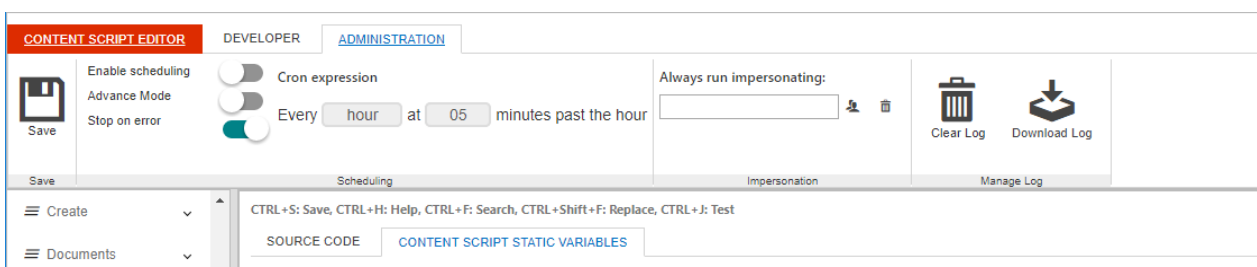 CONTENT SCRIPT EDITOR DEVELOPER ADMINISTRATION
Enable scheduling
Advance Mode
Stop on error
Save
Cron expression
Every hour at 05 minutes past the hour
Always run impersonating:
Clear Log Download Log
Save Scheduling Impersonation Manage Log
Create
Documents
CTRL+S: Save, CTRL+H: Help, CTRL+F: Search, CTRL+Shift+F: Replace, CTRL+J: Test
SOURCE CODE CONTENT SCRIPT STATIC VARIABLES